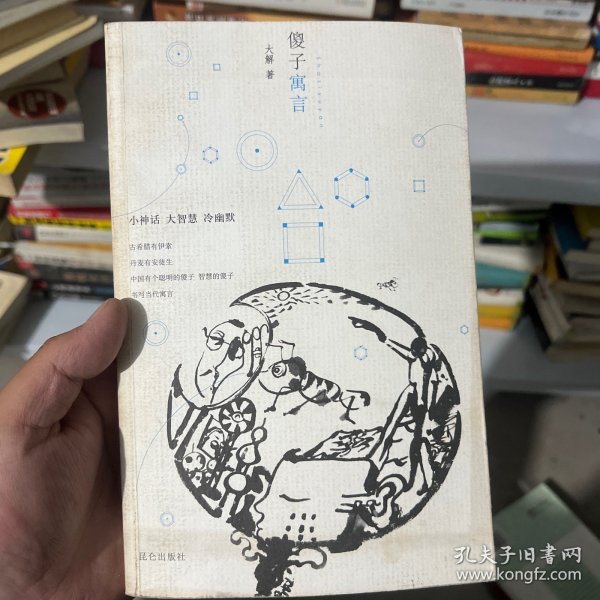 傻子寓言
大解 著
小神话 大智慧 冷幽默
古希腊有伊索
丹麦有安徒生
中国有个聪明的傻子 智慧的傻子
书写当代寓言
昆仑出版社
孔夫子旧书网
www.kongfz.com